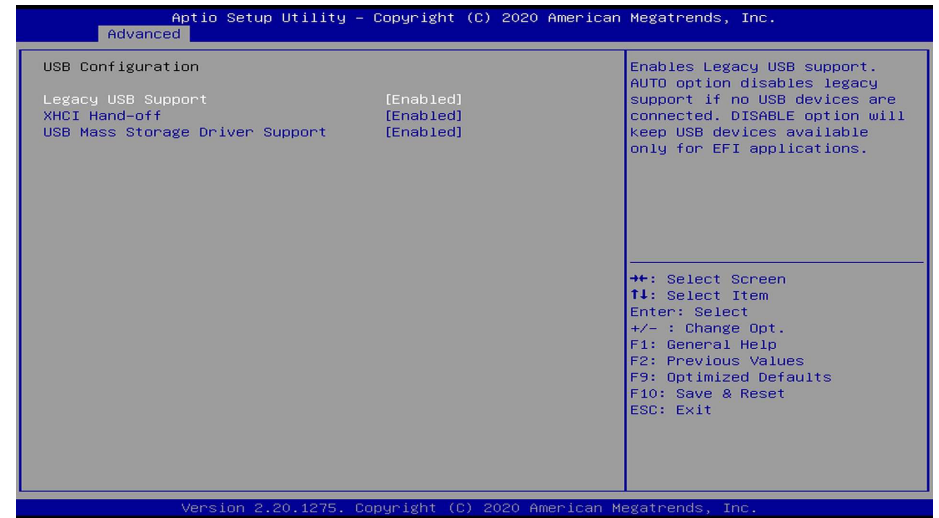 Aptio Setup Utility – Copyright (C) 2020 American Megatrends, Inc.
Advanced
USB Configuration
Legacy USB Support [Enabled]
XHCI Hand-off [Enabled]
USB Mass Storage Driver Support [Enabled]
Enables Legacy USB support.
AUTO option disables legacy
support if no USB devices are
connected. DISABLE option will
keep USB devices available
only for EFI applications.
→←: Select Screen
↑↓: Select Item
Enter: Select
+/- : Change Opt.
F1: General Help
F2: Previous Values
F9: Optimized Defaults
F10: Save & Reset
ESC: Exit
Version 2.20.1275. Copyright (C) 2020 American Megatrends, Inc.